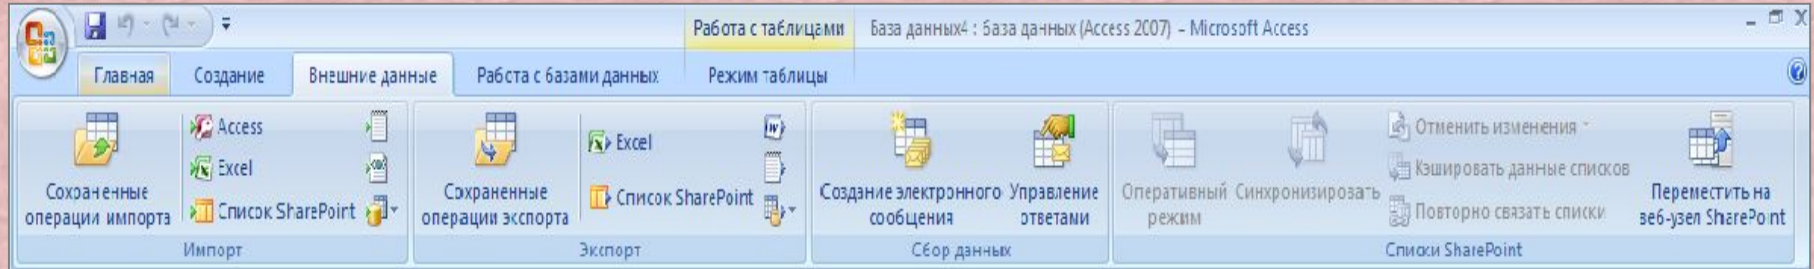 Работа с таблицами База данных4 : база данных (Access 2007) – Microsoft Access
Главная Создание Внешние данные Работа с базами данных Режим таблицы
Сохраненные операции импорта
Access
Excel
Список SharePoint
Импорт
Сохраненные операции экспорта
Excel
Список SharePoint
Экспорт
Создание электронного сообщения
Управление ответами
Сбор данных
Оперативный режим
Синхронизировать
Отменить изменения
Кэшировать данные списков
Повторно связать списки
Переместить на веб-узел SharePoint
Списки SharePoint